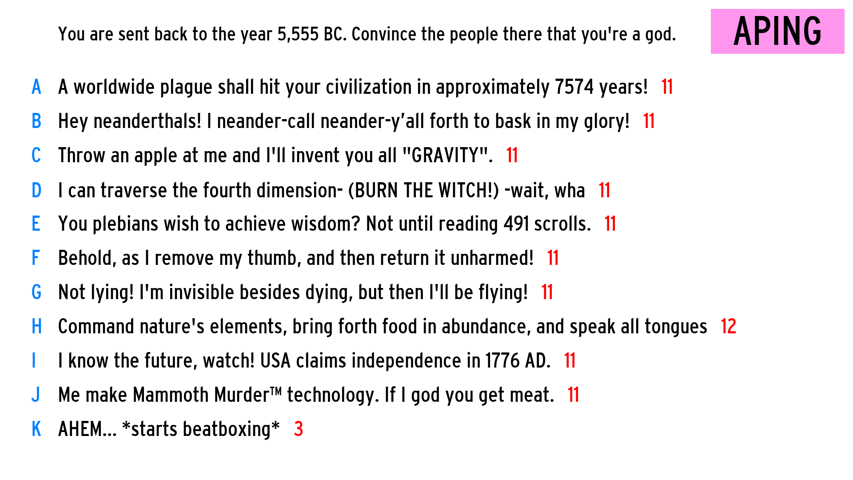 You are sent back to the year 5,555 BC. Convince the people there that you're a god.
APING
A A worldwide plague shall hit your civilization in approximately 7574 years! 11
B Hey neanderthals! I neander-call neander-y’all forth to bask in my glory! 11
C Throw an apple at me and I'll invent you all "GRAVITY". 11
D I can traverse the fourth dimension- (BURN THE WITCH!) -wait, wha 11
E You plebians wish to achieve wisdom? Not until reading 491 scrolls. 11
F Behold, as I remove my thumb, and then return it unharmed! 11
G Not lying! I'm invisible besides dying, but then I'll be flying! 11
H Command nature's elements, bring forth food in abundance, and speak all tongues 12
I I know the future, watch! USA claims independence in 1776 AD. 11
J Me make Mammoth Murder™ technology. If I god you get meat. 11
K AHEM... *starts beatboxing* 3